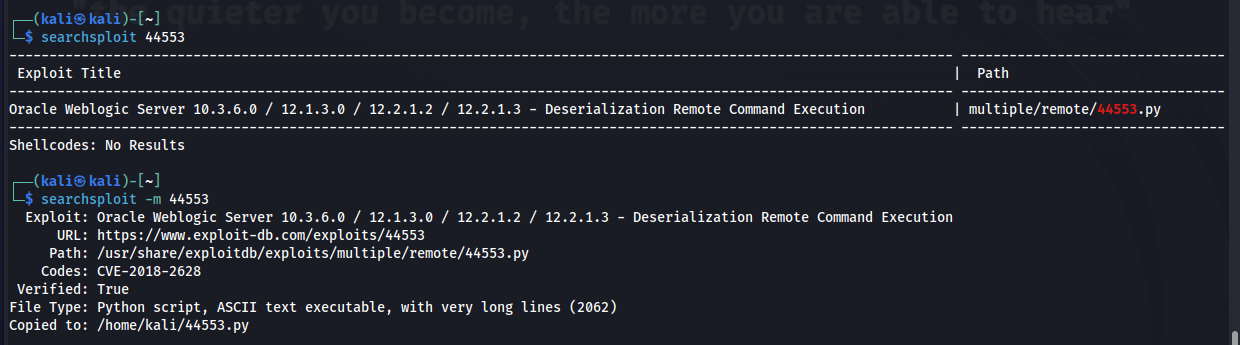 "the quieter you become, the more you are able to hear"
┌──(kali㉿kali)-[~]
└─$ searchsploit 44553
---------------------------------------------------------------------------------------------------------------------- ---------------------------------
Exploit Title | Path
---------------------------------------------------------------------------------------------------------------------- ---------------------------------
Oracle Weblogic Server 10.3.6.0 / 12.1.3.0 / 12.2.1.2 / 12.2.1.3 - Deserialization Remote Command Execution | multiple/remote/44553.py
---------------------------------------------------------------------------------------------------------------------- ---------------------------------
Shellcodes: No Results
┌──(kali㉿kali)-[~]
└─$ searchsploit -m 44553
Exploit: Oracle Weblogic Server 10.3.6.0 / 12.1.3.0 / 12.2.1.2 / 12.2.1.3 - Deserialization Remote Command Execution
URL: https://www.exploit-db.com/exploits/44553
Path: /usr/share/exploitdb/exploits/multiple/remote/44553.py
Codes: CVE-2018-2628
Verified: True
File Type: Python script, ASCII text executable, with very long lines (2062)
Copied to: /home/kali/44553.py